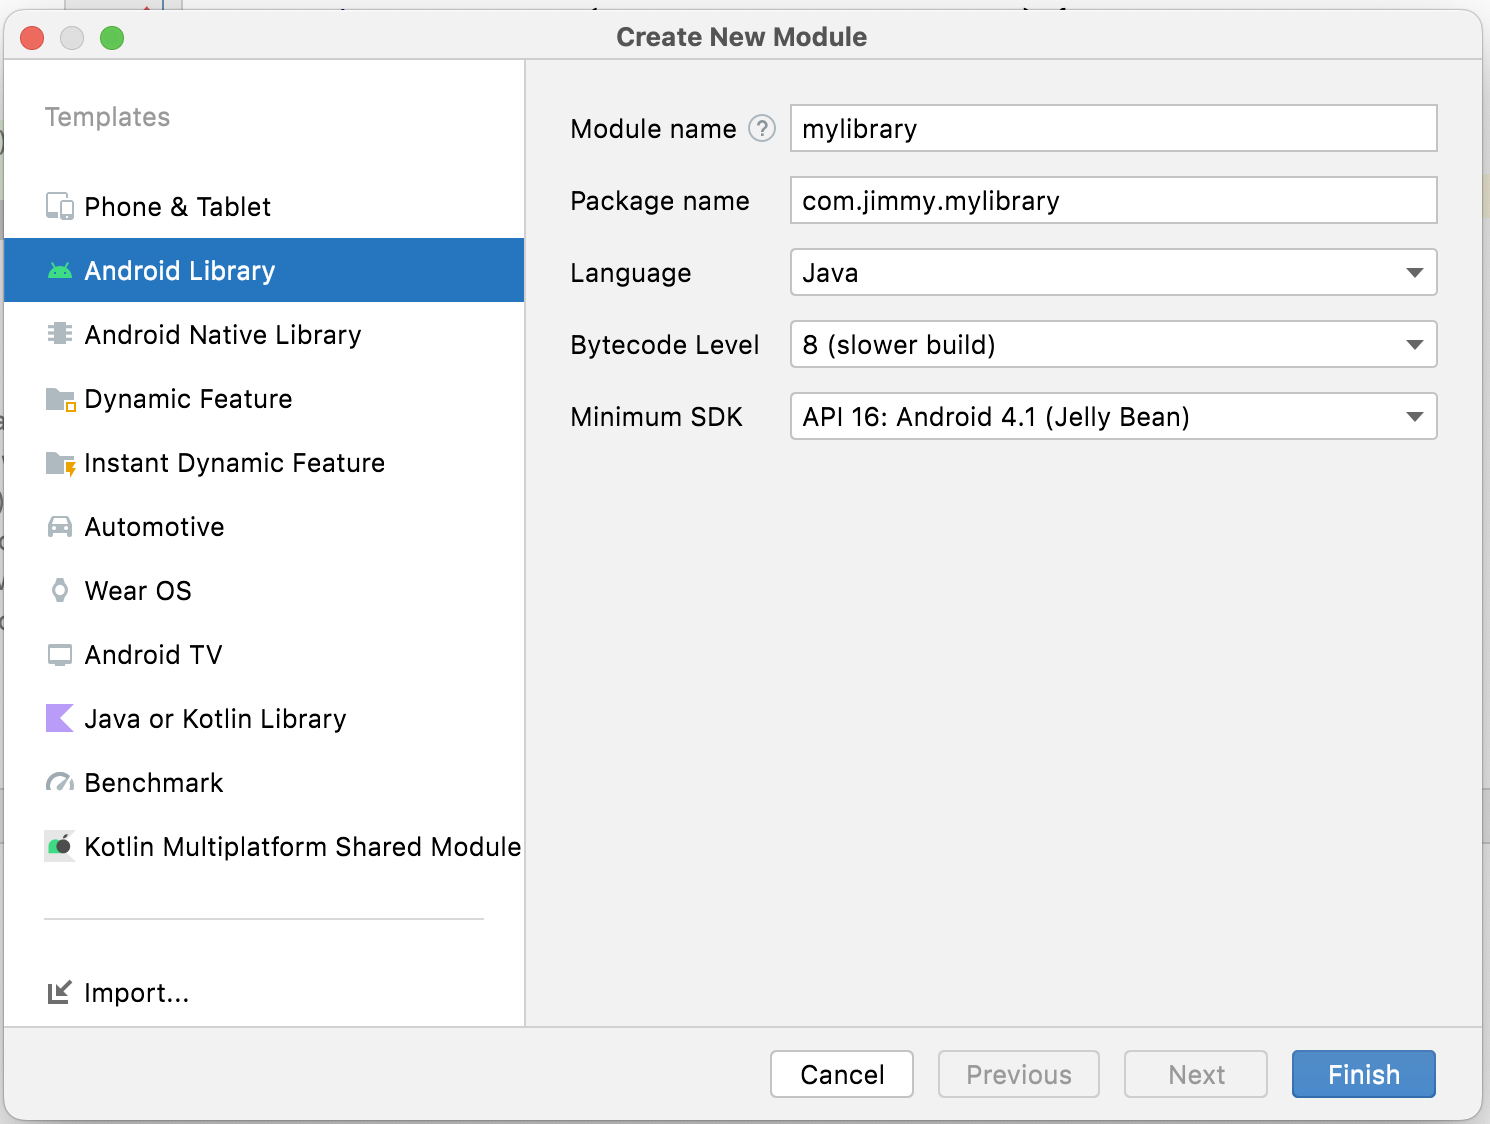 Create New Module
Templates
Phone & Tablet
Android Library
Android Native Library
Dynamic Feature
Instant Dynamic Feature
Automotive
Wear OS
Android TV
Java or Kotlin Library
Benchmark
Kotlin Multiplatform Shared Module
Import...
Module name ? mylibrary
Package name com.jimmy.mylibrary
Language Java
Bytecode Level 8 (slower build)
Minimum SDK API 16: Android 4.1 (Jelly Bean)
Cancel Previous Next Finish